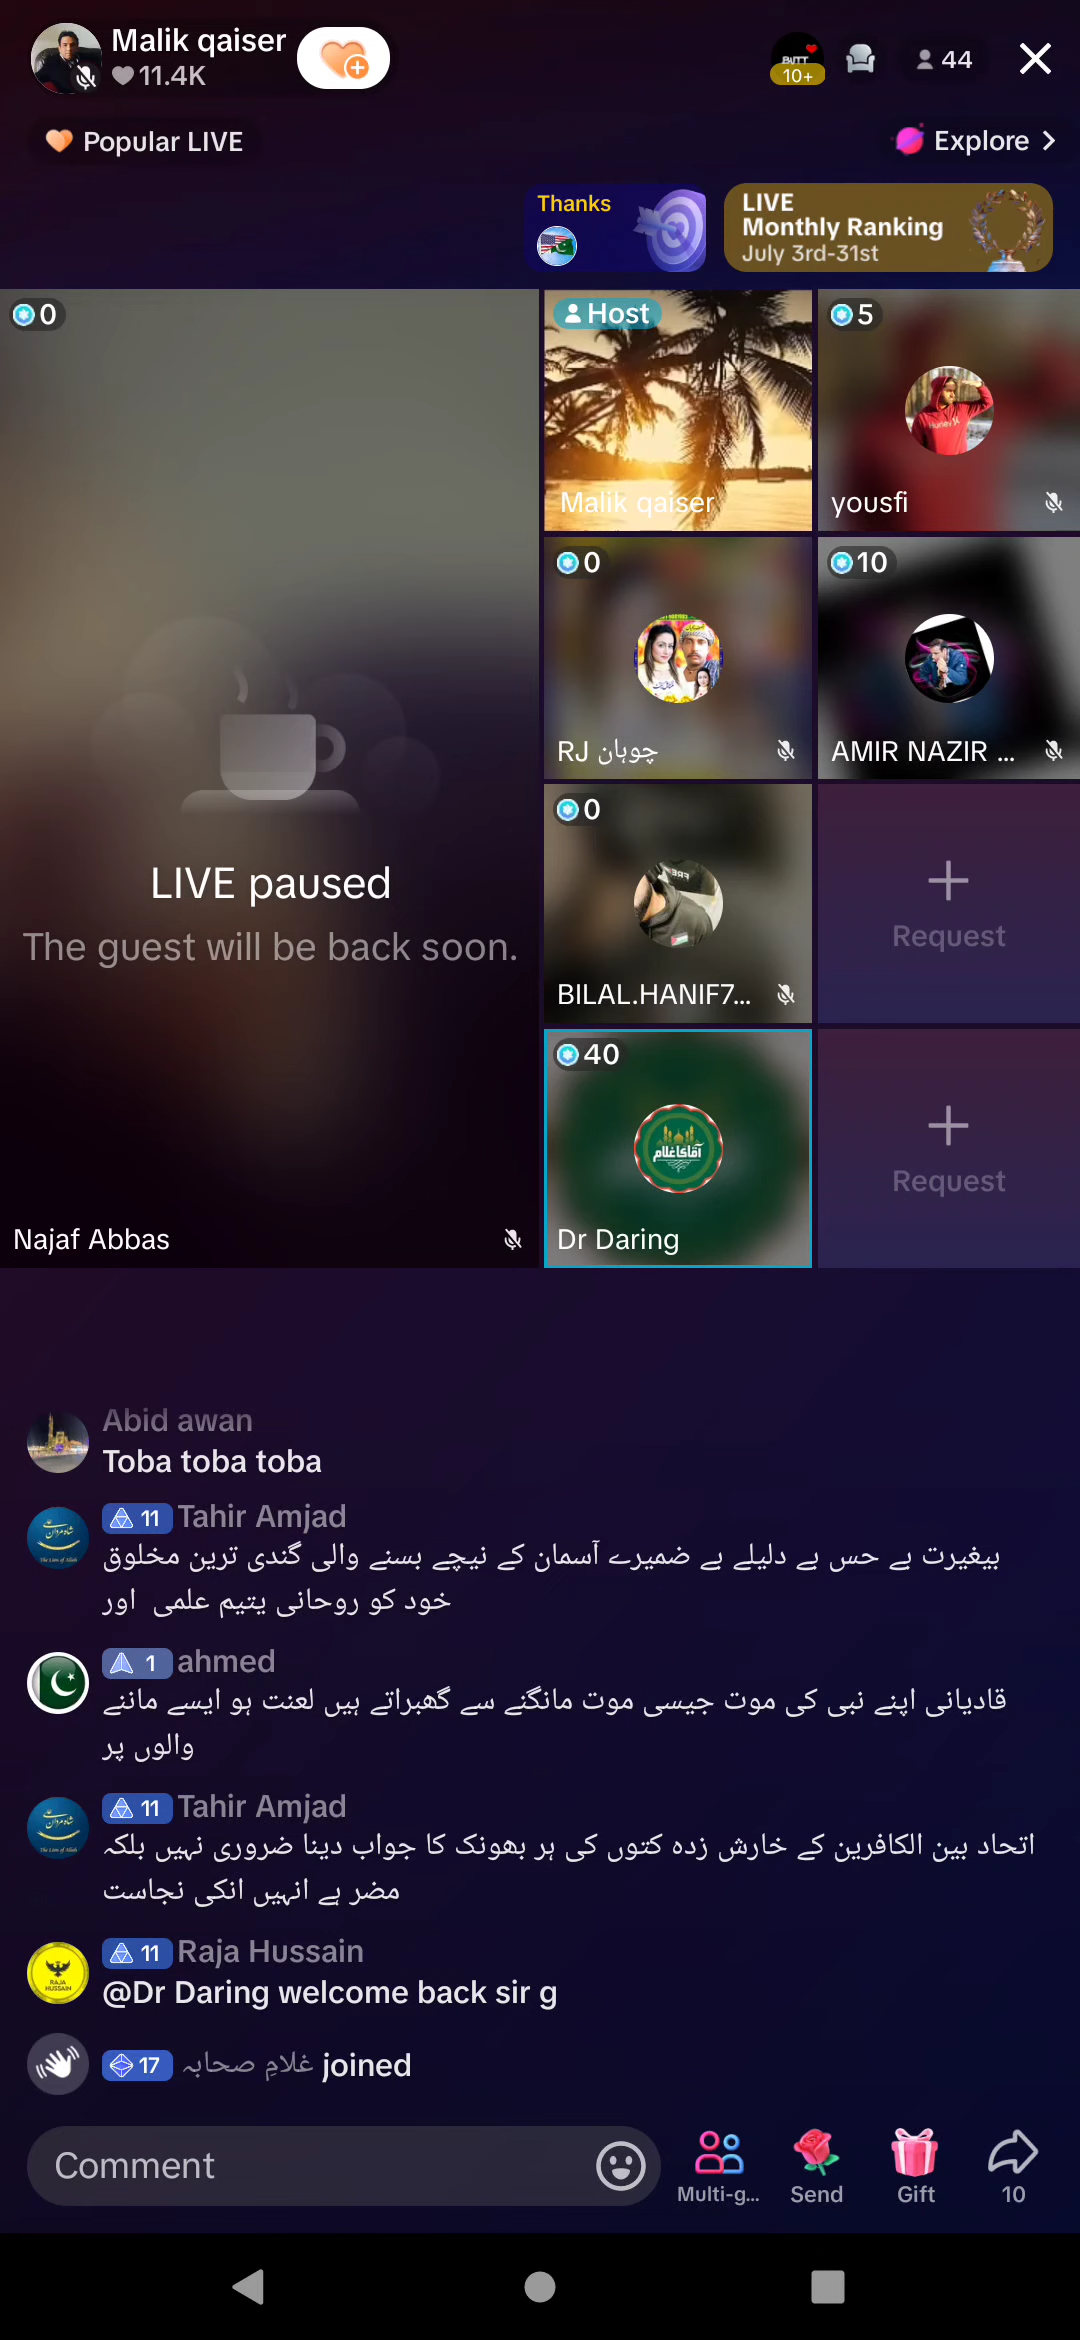 Malik qaiser
11.4K
10+
44
Popular LIVE
Explore
Thanks
LIVE
Monthly Ranking
July 3rd-31st
0
LIVE paused
The guest will be back soon.
Najaf Abbas
Host
Malik qaiser
5
yousfi
0
RJ چوہان
10
AMIR NAZIR ...
0
BILAL.HANIF7...
Request
40
آقا کا غلام
Dr Daring
Request
Abid awan
Toba toba toba
11 Tahir Amjad
بیغیرت بے حس بے دلیلے بے ضمیرے آسمان کے نیچے بسنے والی گندی ترین مخلوق
خود کو روحانی یتیم علمی اور
1 ahmed
قادیانی اپنے نبی کی موت جیسی موت مانگنے سے گھبراتے ہیں لعنت ہو ایسے ماننے
والوں پر
11 Tahir Amjad
اتحاد بین الکافرین کے خارش زدہ کتوں کی ہر بھونک کا جواب دینا ضروری نہیں بلکہ
مضر ہے انہیں انکی نجاست
RAJA
HUSSAIN
11 Raja Hussain
@Dr Daring welcome back sir g
17 غلامِ صحابہ joined
Comment
Multi-g...
Send
Gift
10